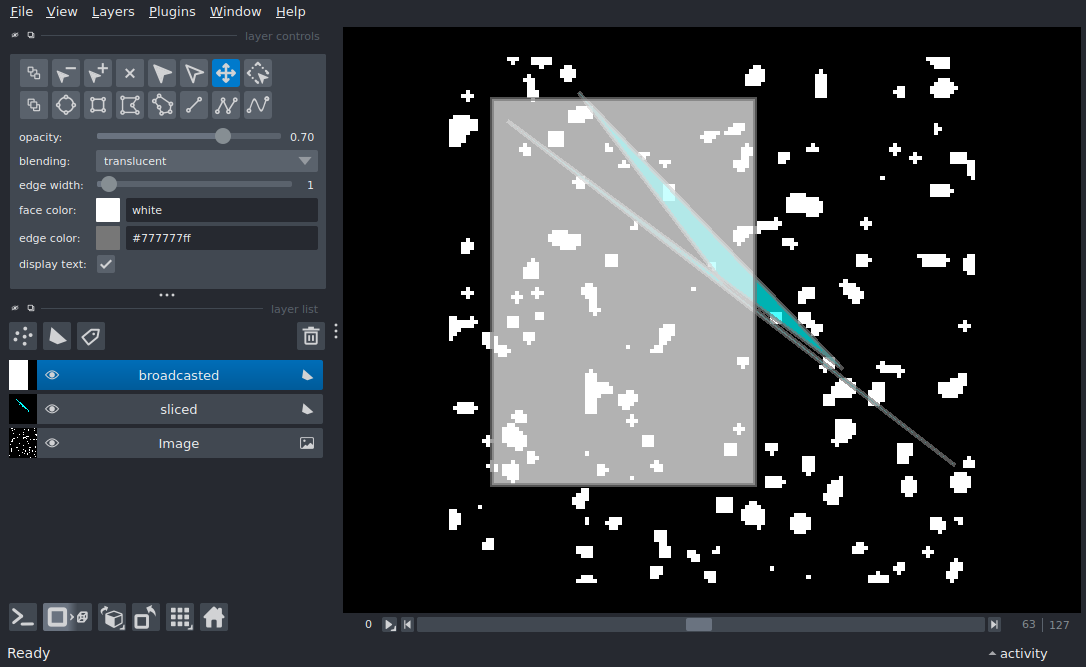 File View Layers Plugins Window Help
layer controls
opacity: 0.70
blending: translucent
edge width: 1
face color: white
edge color: #777777ff
display text:
layer list
broadcasted
sliced
Image
0 63 127
Ready activity